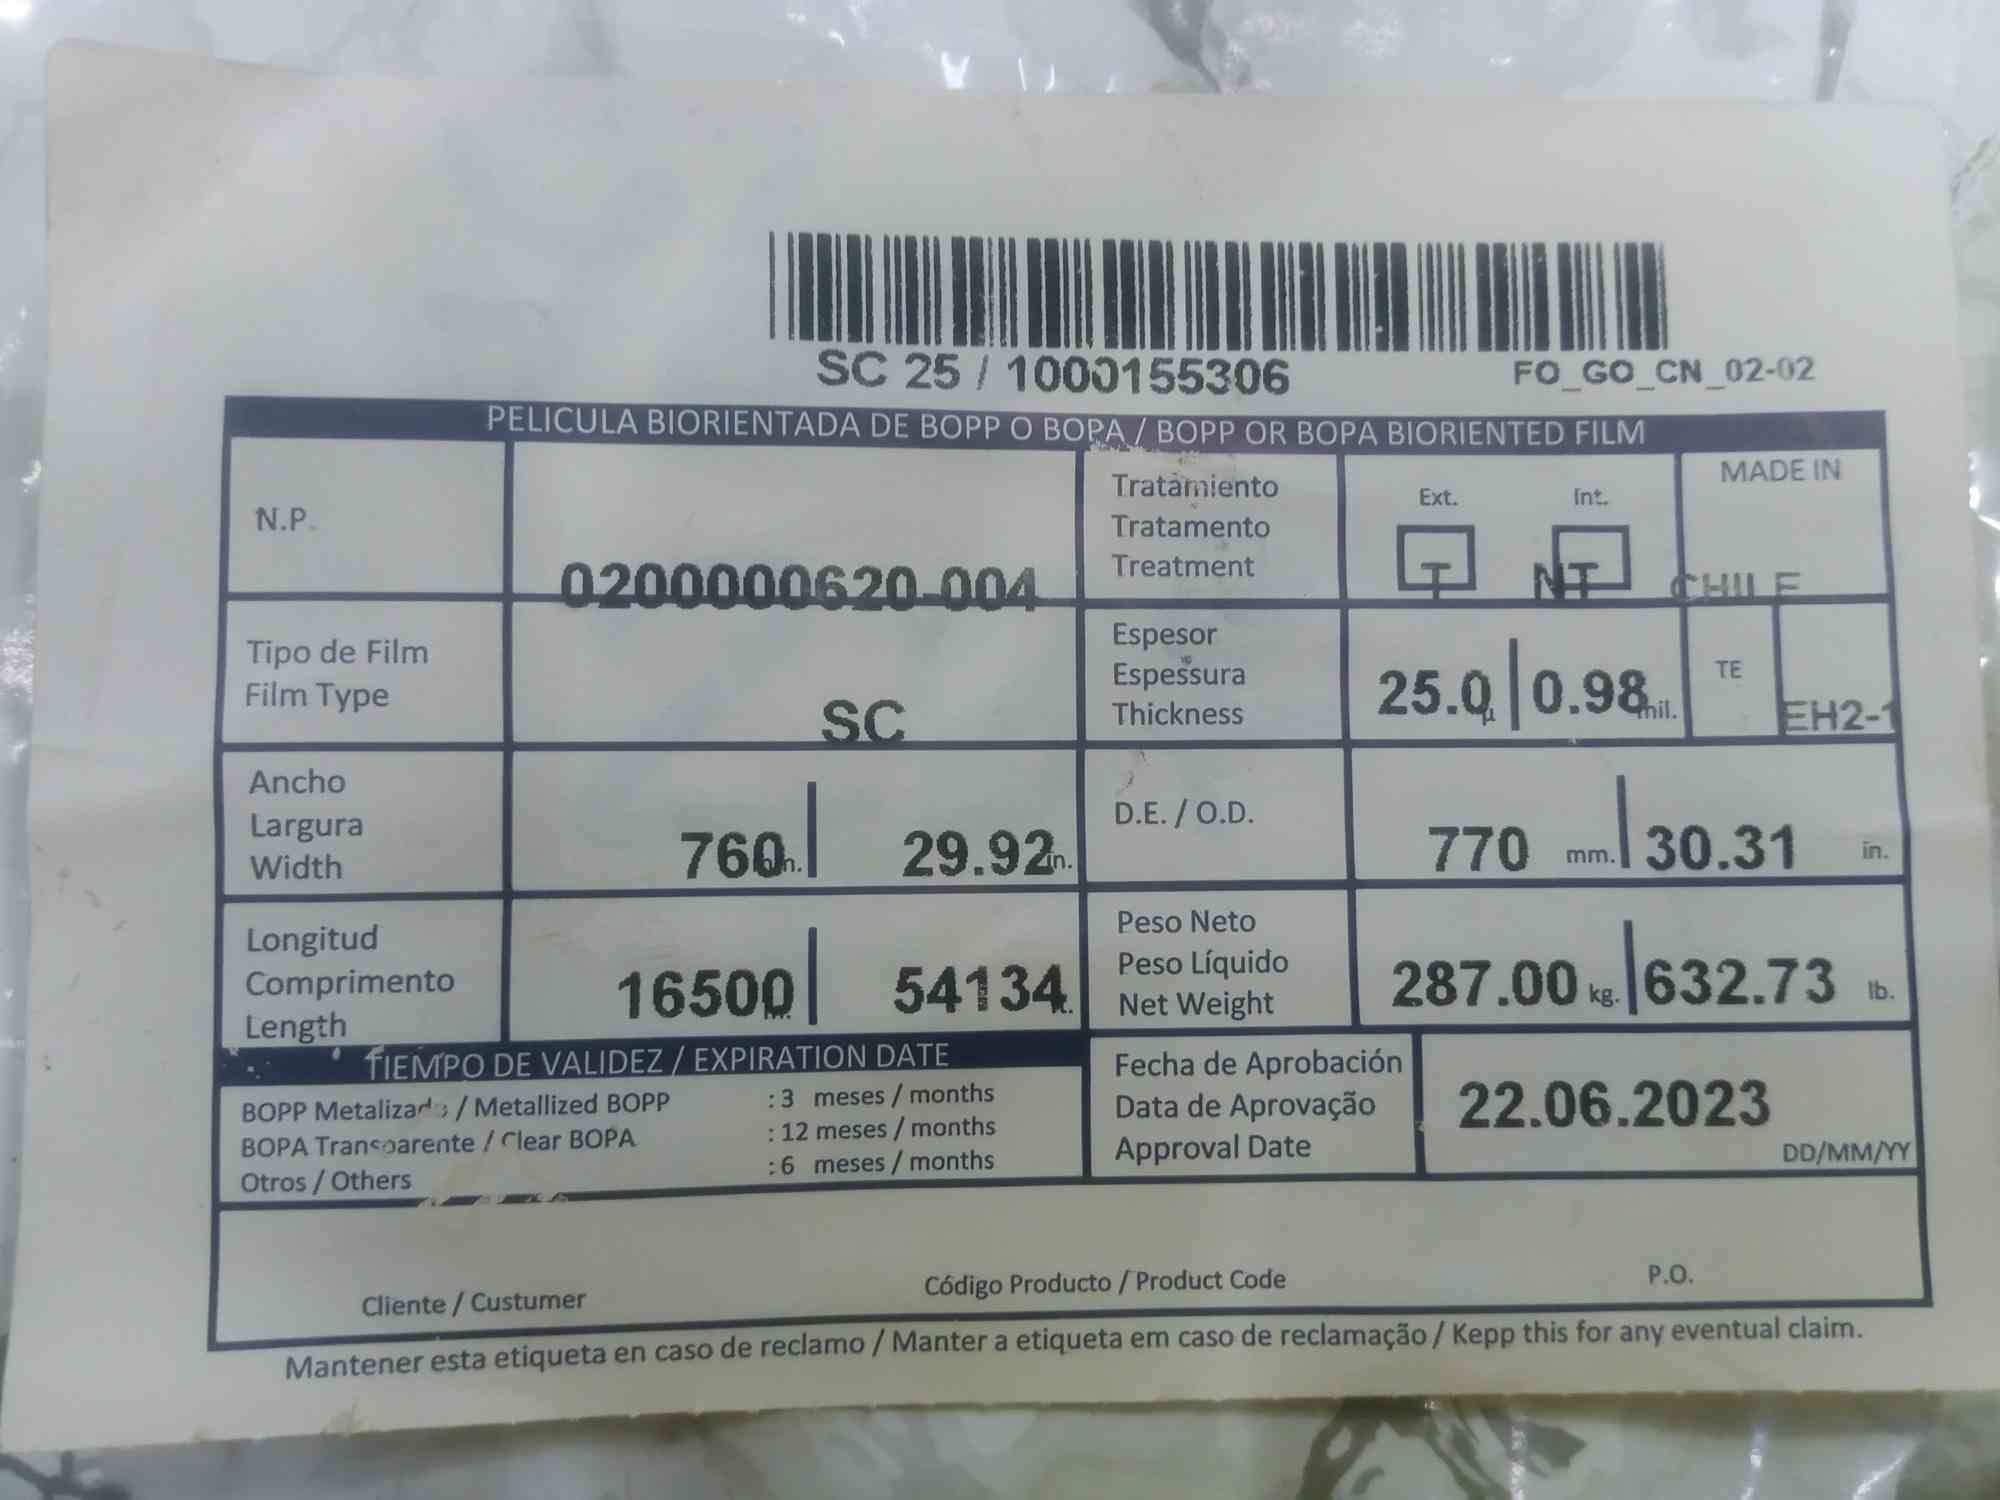 SC 25 / 1000155306
FO_GO_CN_02-02
PELICULA BIORIENTADA DE BOPP O BOPA / BOPP OR BOPA BIORIENTED FILM
N.P.
0200000620-004
Tratamiento
Tratamento
Treatment
Ext.
Int.
T
NT
MADE IN
CHILE
Tipo de Film
Film Type
SC
Espesor
Espessura
Thickness
25.0 µ 0.98 mil.
TE
EH2-1
Ancho
Largura
Width
760 mm. 29.92 in.
D.E. / O.D.
770 mm. 30.31 in.
Longitud
Comprimento
Length
16500 m. 54134 ft.
Peso Neto
Peso Líquido
Net Weight
287.00 kg. 632.73 lb.
TIEMPO DE VALIDEZ / EXPIRATION DATE
BOPP Metalizado / Metallized BOPP : 3 meses / months
BOPA Transparente / Clear BOPA : 12 meses / months
Otros / Others : 6 meses / months
Fecha de Aprobación
Data de Aprovação
Approval Date
22.06.2023
DD/MM/YY
Cliente / Custumer
Código Producto / Product Code
P.O.
Mantener esta etiqueta en caso de reclamo / Manter a etiqueta em caso de reclamação / Kepp this for any eventual claim.